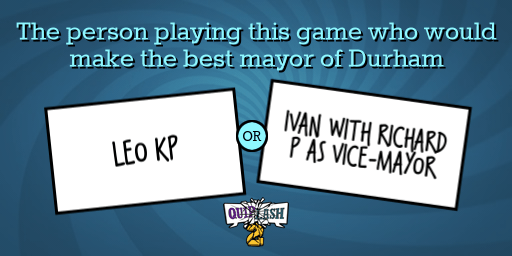 The person playing this game who would
make the best mayor of Durham
LEO KP
OR
IVAN WITH RICHARD
P AS VICE-MAYOR
QUIPLASH
2